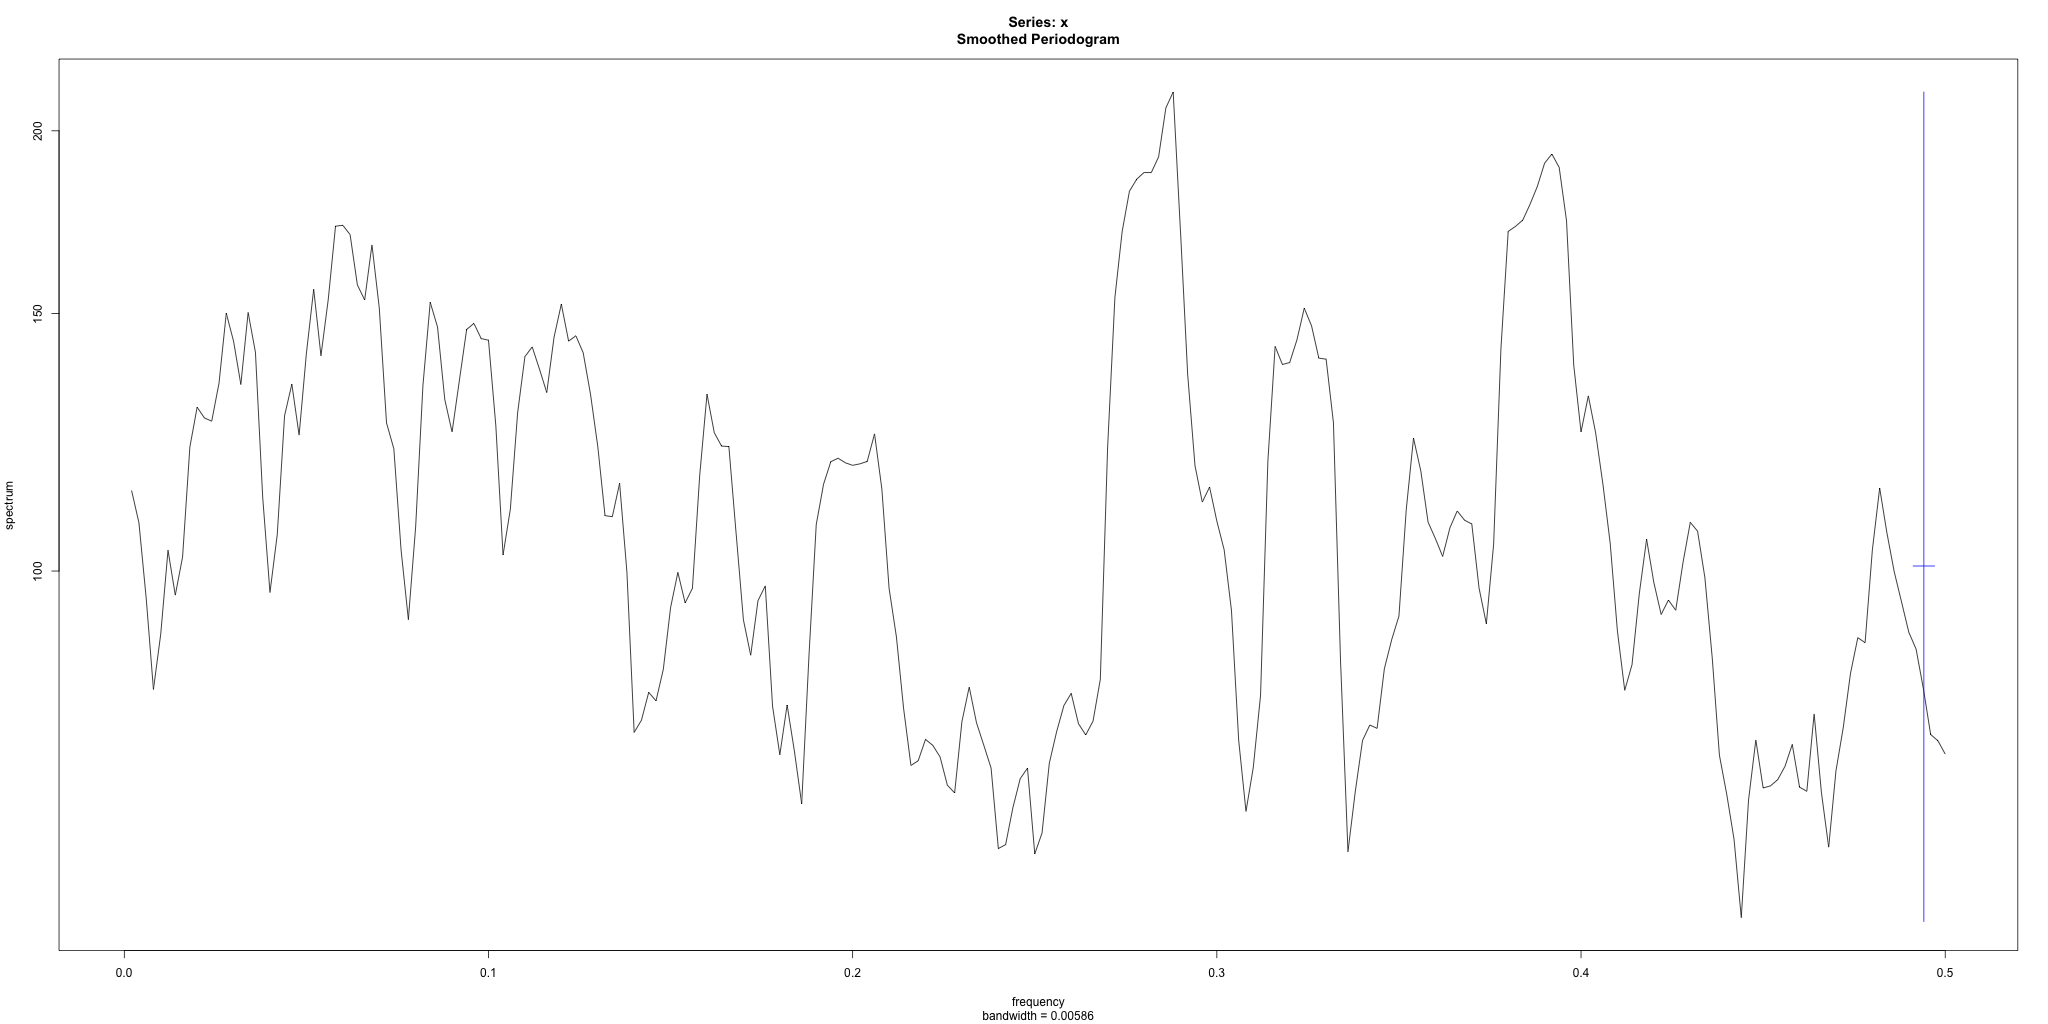 Series: x
Smoothed Periodogram
200
150
100
spectrum
0.0 0.1 0.2 0.3 0.4 0.5
frequency
bandwidth = 0.00586